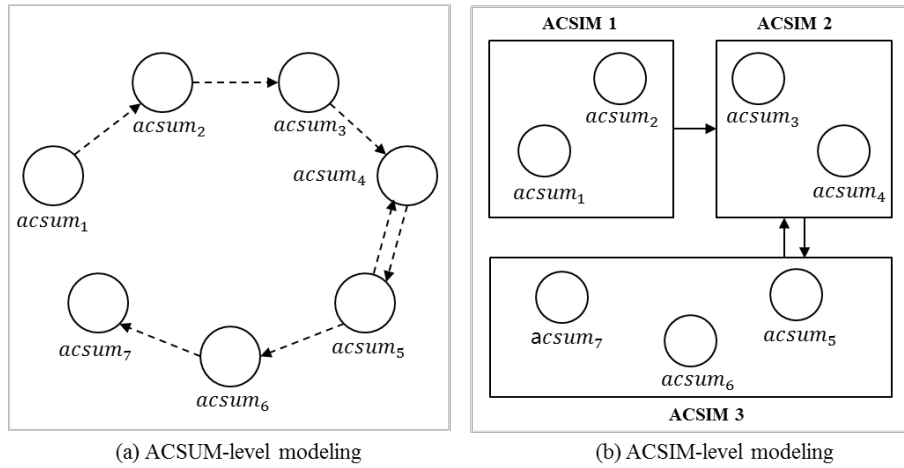 acsum₁
acsum₂
acsum₃
acsum₄
acsum₅
acsum₆
acsum₇
(a) ACSUM-level modeling
ACSIM 1
acsum₂
acsum₁
ACSIM 2
acsum₃
acsum₄
acsum₇
acsum₆
acsum₅
ACSIM 3
(b) ACSIM-level modeling